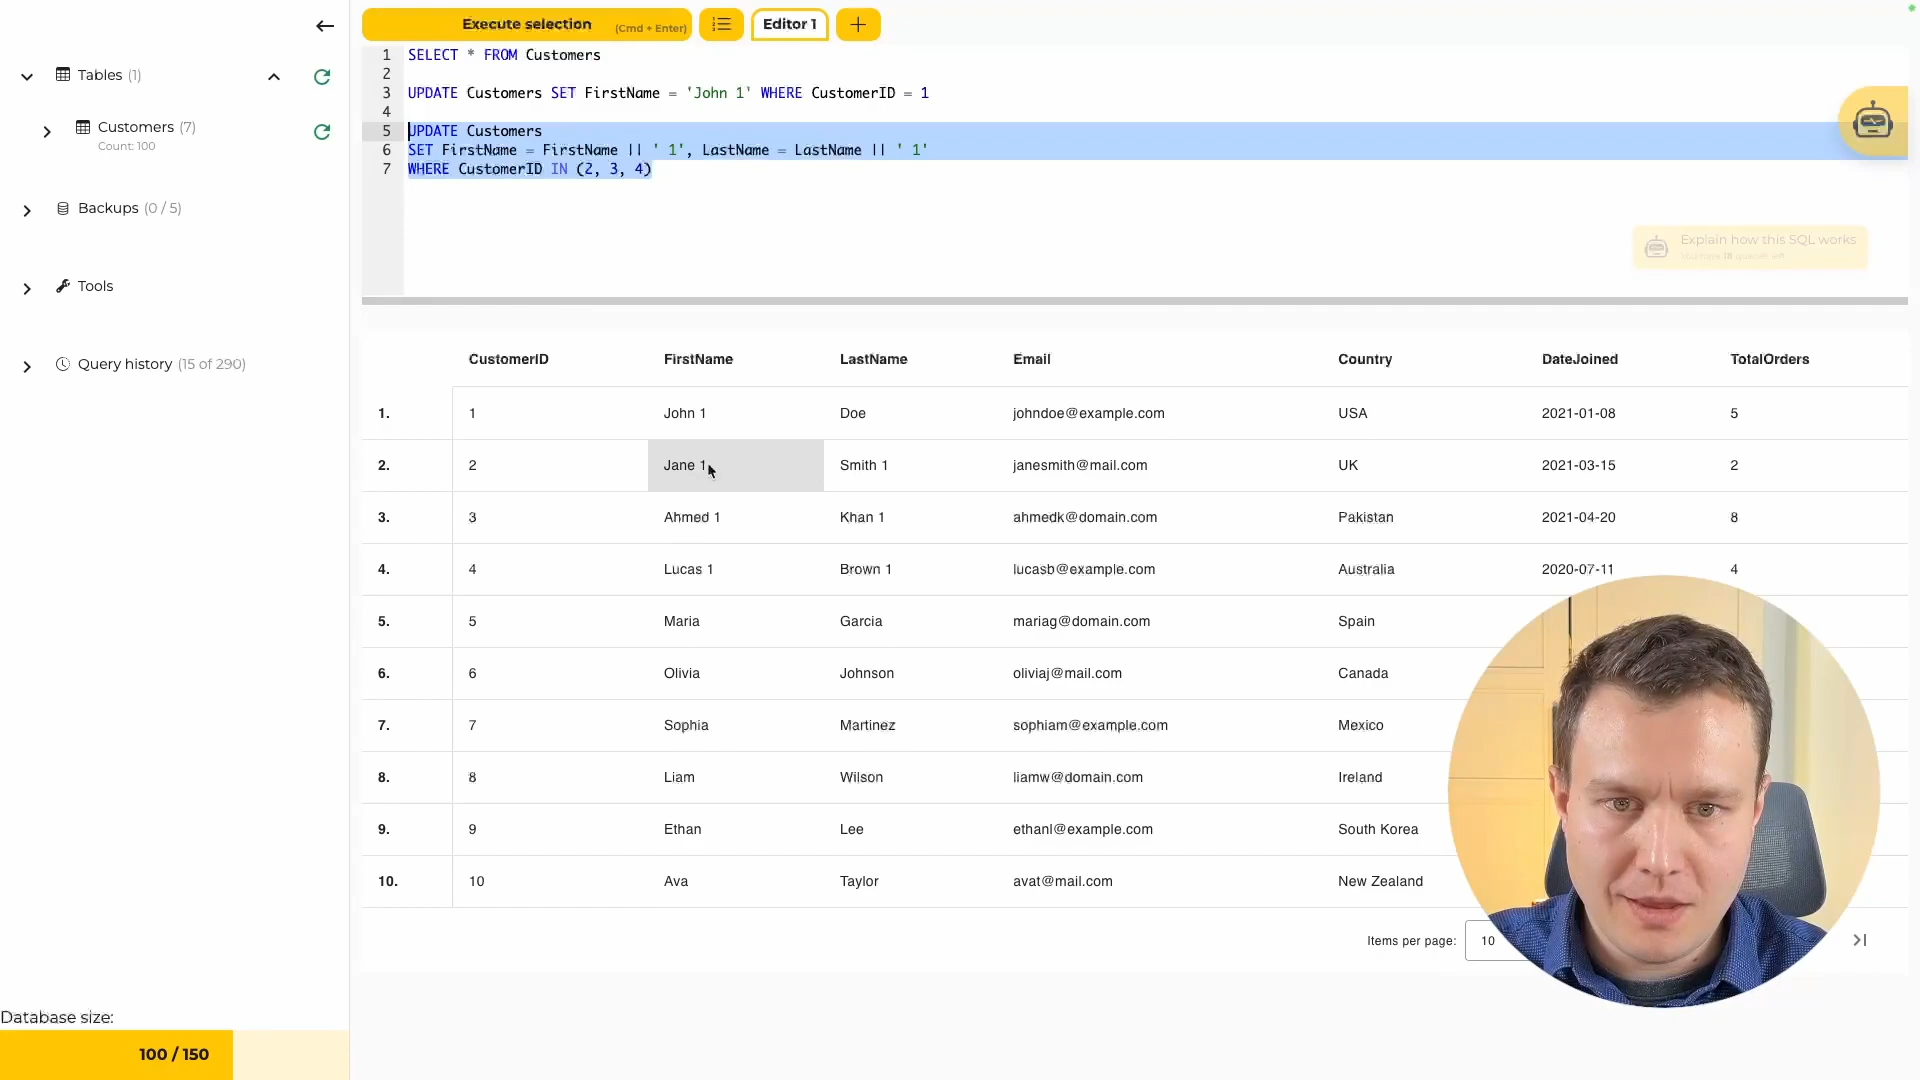 Execute selection (Cmd + Enter) Editor 1
Tables (1)
Customers (7)
Count: 100
Backups (0 / 5)
Tools
Query history (15 of 290)
Database size:
100 / 150
1 SELECT * FROM Customers
2
3 UPDATE Customers SET FirstName = 'John 1' WHERE CustomerID = 1
4
5 UPDATE Customers
6 SET FirstName = FirstName || ' 1', LastName = LastName || ' 1'
7 WHERE CustomerID IN (2, 3, 4)
Explain how this SQL works
You have 18 queries left
CustomerID FirstName LastName Email Country DateJoined TotalOrders
1. 1 John 1 Doe johndoe@example.com USA 2021-01-08 5
2. 2 Jane 1 Smith 1 janesmith@mail.com UK 2021-03-15 2
3. 3 Ahmed 1 Khan 1 ahmedk@domain.com Pakistan 2021-04-20 8
4. 4 Lucas 1 Brown 1 lucasb@example.com Australia 2020-07-11 4
5. 5 Maria Garcia mariag@domain.com Spain
6. 6 Olivia Johnson oliviaj@mail.com Canada
7. 7 Sophia Martinez sophiam@example.com Mexico
8. 8 Liam Wilson liamw@domain.com Ireland
9. 9 Ethan Lee ethanl@example.com South Korea
10. 10 Ava Taylor avat@mail.com New Zealand
Items per page: 10